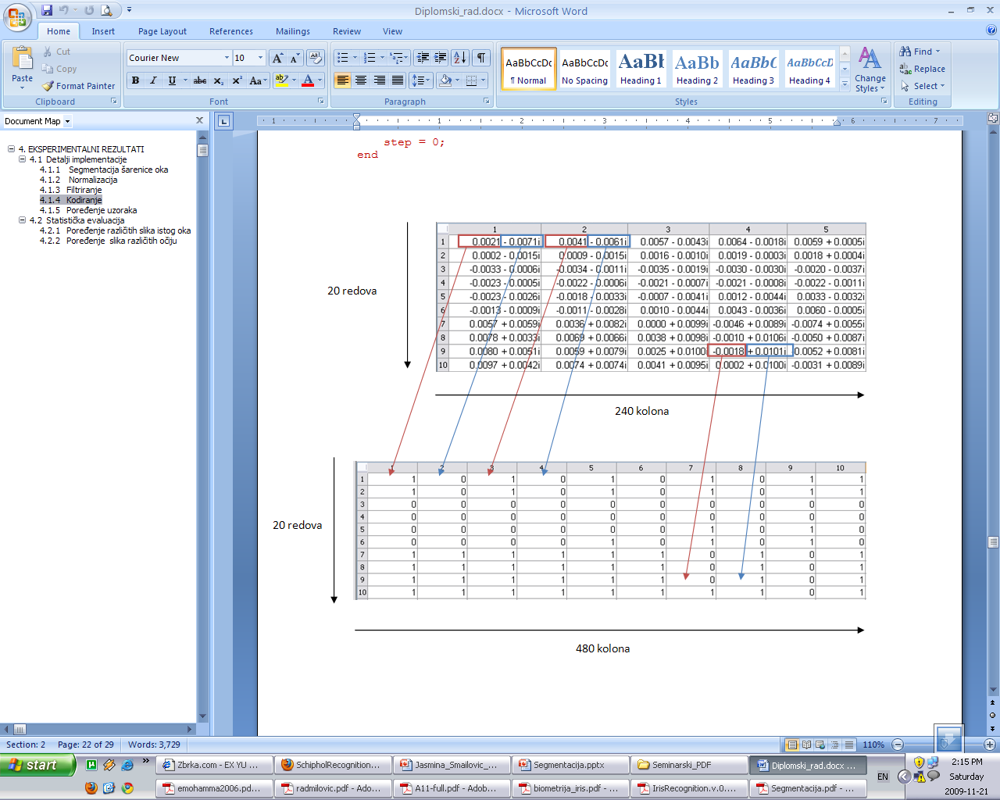 Diplomski_rad.docx - Microsoft Word
Home Insert Page Layout References Mailings Review View
Paste Cut Copy Format Painter
Clipboard
Courier New 10
B I U abc x₂ x² Aa
Font
Paragraph
AaBbCcDc AaBbCcDc AaBb AaBb AaBbC AaBbCcD
¶ Normal No Spacing Heading 1 Heading 2 Heading 3 Heading 4
Change Styles
Styles
Find
Replace
Select
Editing
Document Map
4. EKSPERIMENTALNI REZULTATI
4.1 Detalji implementacije
4.1.1 Segmentacija šarenice oka
4.1.2 Normalizacija
4.1.3 Filtriranje
4.1.4 Kodiranje
4.1.5 Poređenje uzoraka
4.2 Statistička evaluacija
4.2.1 Poređenje različitih slika istog oka
4.2.2 Poređenje slika različitih očiju
1 1 2 3 4 5 6 7
step = 0;
end
1 2 3 4 5
1 0.0021 - 0.0071i 0.0041 - 0.0061i 0.0057 - 0.0043i 0.0064 - 0.0018i 0.0059 + 0.0005i
2 0.0002 - 0.0015i 0.0009 - 0.0015i 0.0016 - 0.0010i 0.0019 - 0.0003i 0.0018 + 0.0004i
3 -0.0033 - 0.0006i -0.0034 - 0.0011i -0.0035 - 0.0019i -0.0030 - 0.0030i -0.0020 - 0.0037i
4 -0.0023 - 0.0005i -0.0022 - 0.0006i -0.0021 - 0.0007i -0.0021 - 0.0008i -0.0022 - 0.0011i
5 -0.0023 - 0.0026i -0.0018 - 0.0033i -0.0007 - 0.0041i 0.0012 - 0.0044i 0.0033 - 0.0032i
6 -0.0013 - 0.0009i -0.0011 - 0.0028i 0.0010 - 0.0044i 0.0043 - 0.0036i 0.0060 - 0.0005i
7 0.0057 + 0.0059i 0.0036 + 0.0082i 0.0000 + 0.0099i -0.0046 + 0.0089i -0.0074 + 0.0055i
8 0.0078 + 0.0033i 0.0069 + 0.0066i 0.0038 + 0.0098i -0.0010 + 0.0106i -0.0050 + 0.0087i
9 0.0080 + 0.0051i 0.0059 + 0.0079i 0.0025 + 0.0100i -0.0018 + 0.0101i 0.0052 + 0.0081i
10 0.0097 + 0.0042i 0.0074 + 0.0074i 0.0041 + 0.0095i 0.0002 + 0.0100i -0.0031 + 0.0089i
20 redova
240 kolona
1 2 3 4 5 6 7 8 9 10
1 1 0 1 0 1 0 1 0 1 1
2 1 0 1 0 1 0 1 0 1 1
3 0 0 0 0 0 0 0 0 0 0
4 0 0 0 0 0 0 0 0 0 0
5 0 0 0 0 0 0 1 0 1 0
6 0 0 0 0 1 0 1 0 1 0
7 1 1 1 1 1 1 0 1 0 1
8 1 1 1 1 1 1 0 1 0 1
9 1 1 1 1 1 1 0 1 0 1
10 1 1 1 1 1 1 1 1 0 1
20 redova
480 kolona
Section: 2 Page: 22 of 29 Words: 3,729 110%
start
Zbrka.com - EX YU ... SchipholRecognition... Jasmina_Smailovic_... Segmentacija.pptx Seminarski_PDF Diplomski_rad.docx ...
emohamma2006.pd... radmilovic.pdf - Ado... A11-full.pdf - Adob... biometrija_iris.pdf - ... IrisRecognition.v.0.... Segmentacija.pdf - ...
EN
2:15 PM
Saturday
2009-11-21